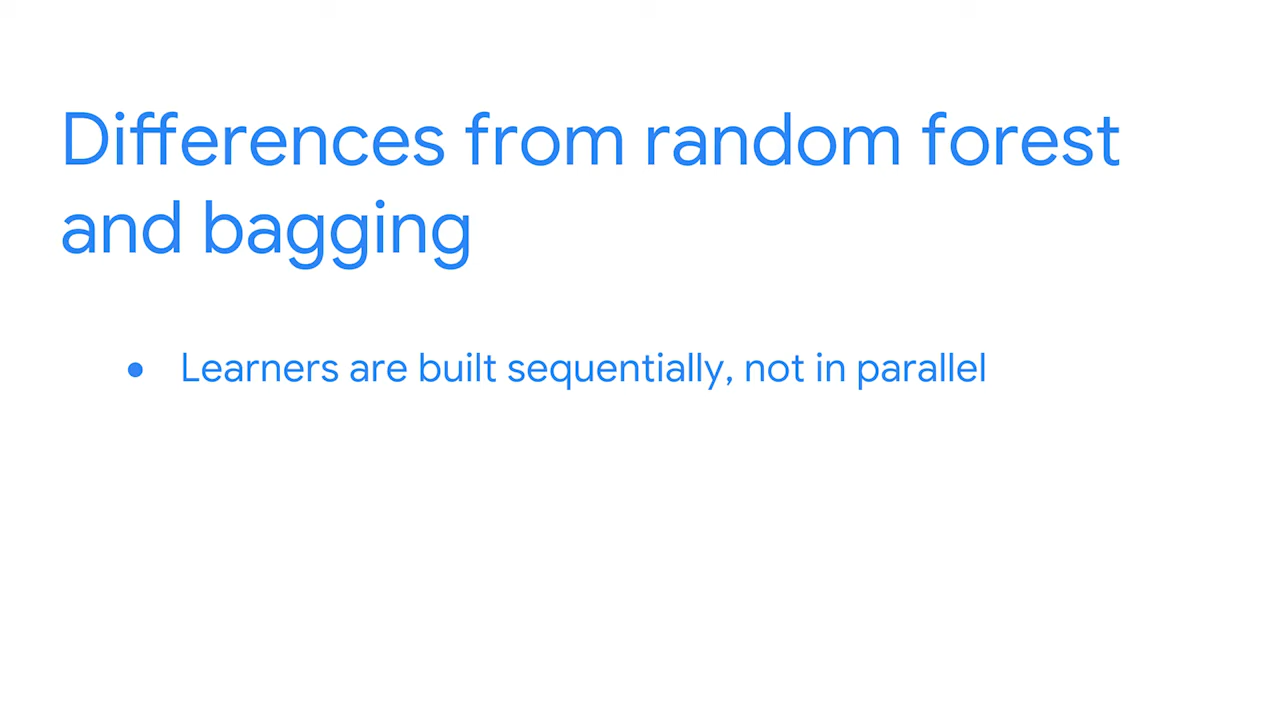 Differences from random forest
and bagging
● Learners are built sequentially, not in parallel